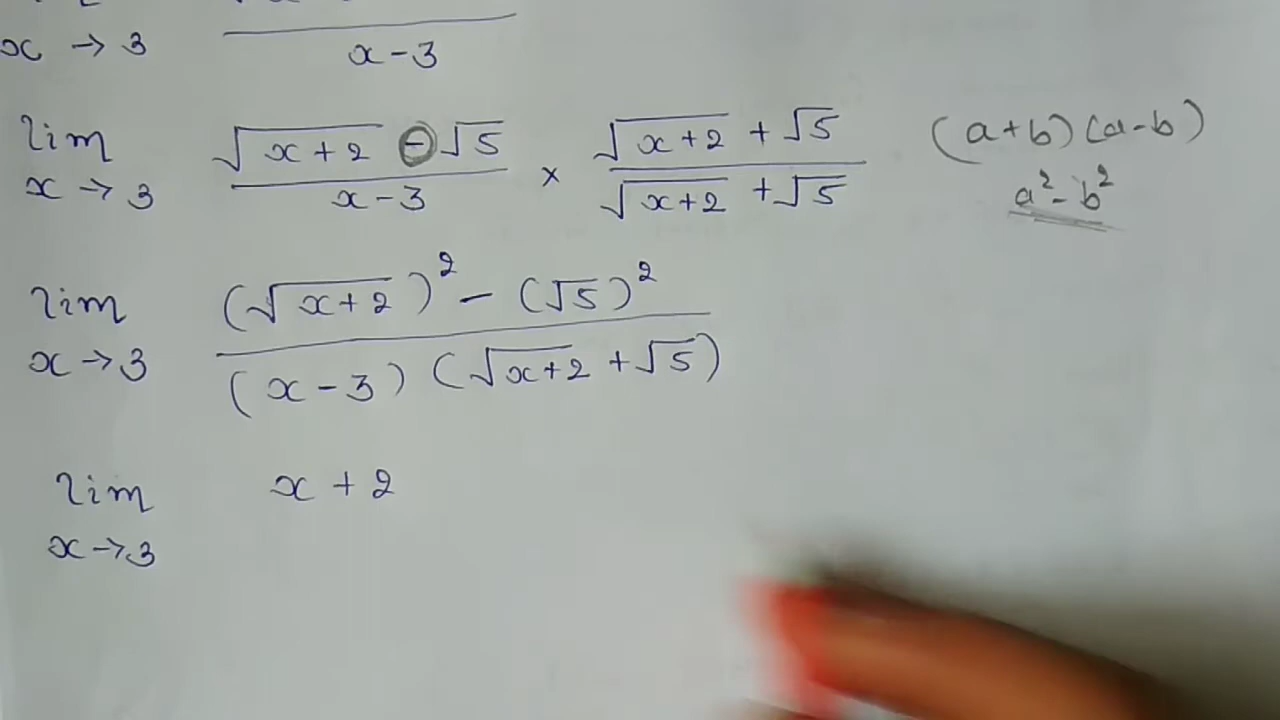 x → 3   x - 3
lim x → 3   (√(x+2) - √5)/(x - 3) × (√(x+2) + √5)/(√(x+2) + √5)   (a+b)(a-b)
a² - b²
lim x → 3   ((√(x+2))² - (√5)²)/((x - 3)(√(x+2) + √5))
lim x → 3   x + 2